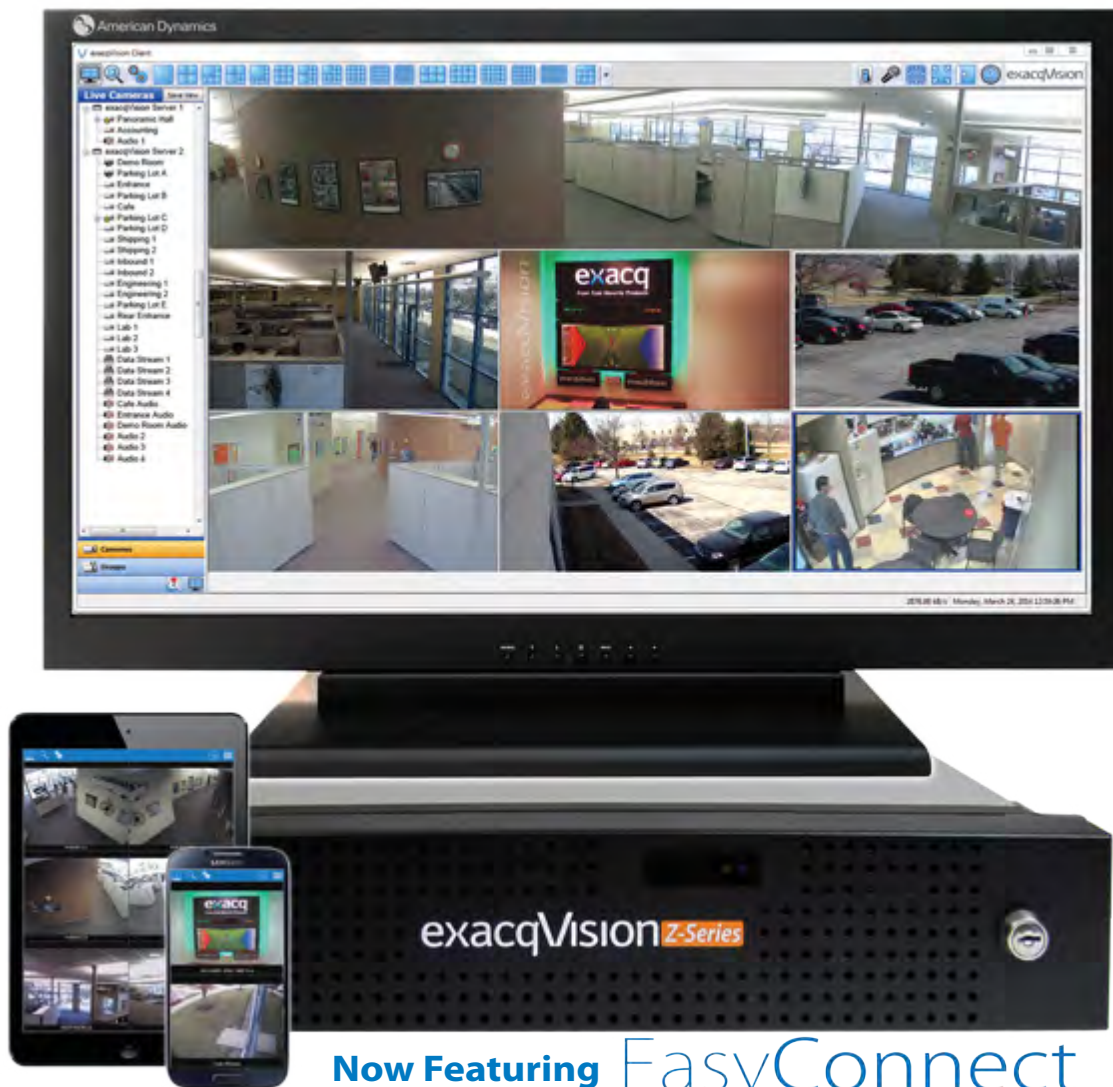 American Dynamics
exacqVision Client
exacqVision
Live Cameras
Save View
exacqVision Server 1
Panoramic Hall
Accounting
Audio 1
exacqVision Server 2
Demo Room
Parking Lot A
Entrance
Parking Lot B
Cafe
Parking Lot C
Parking Lot D
Shipping 1
Shipping 2
Inbound 1
Inbound 2
Engineering 1
Engineering 2
Parking Lot E
Rear Entrance
Lab 1
Lab 2
Lab 3
Data Stream 1
Data Stream 2
Data Stream 3
Data Stream 4
Cafe Audio
Entrance Audio
Demo Room Audio
Audio 2
Audio 3
Audio 4
exacqVision
exacq
Cameras
Groups
Monday, March 24, 2014
SAMSUNG
exacq
exacqVision Z-Series
Now Featuring EasyConnect